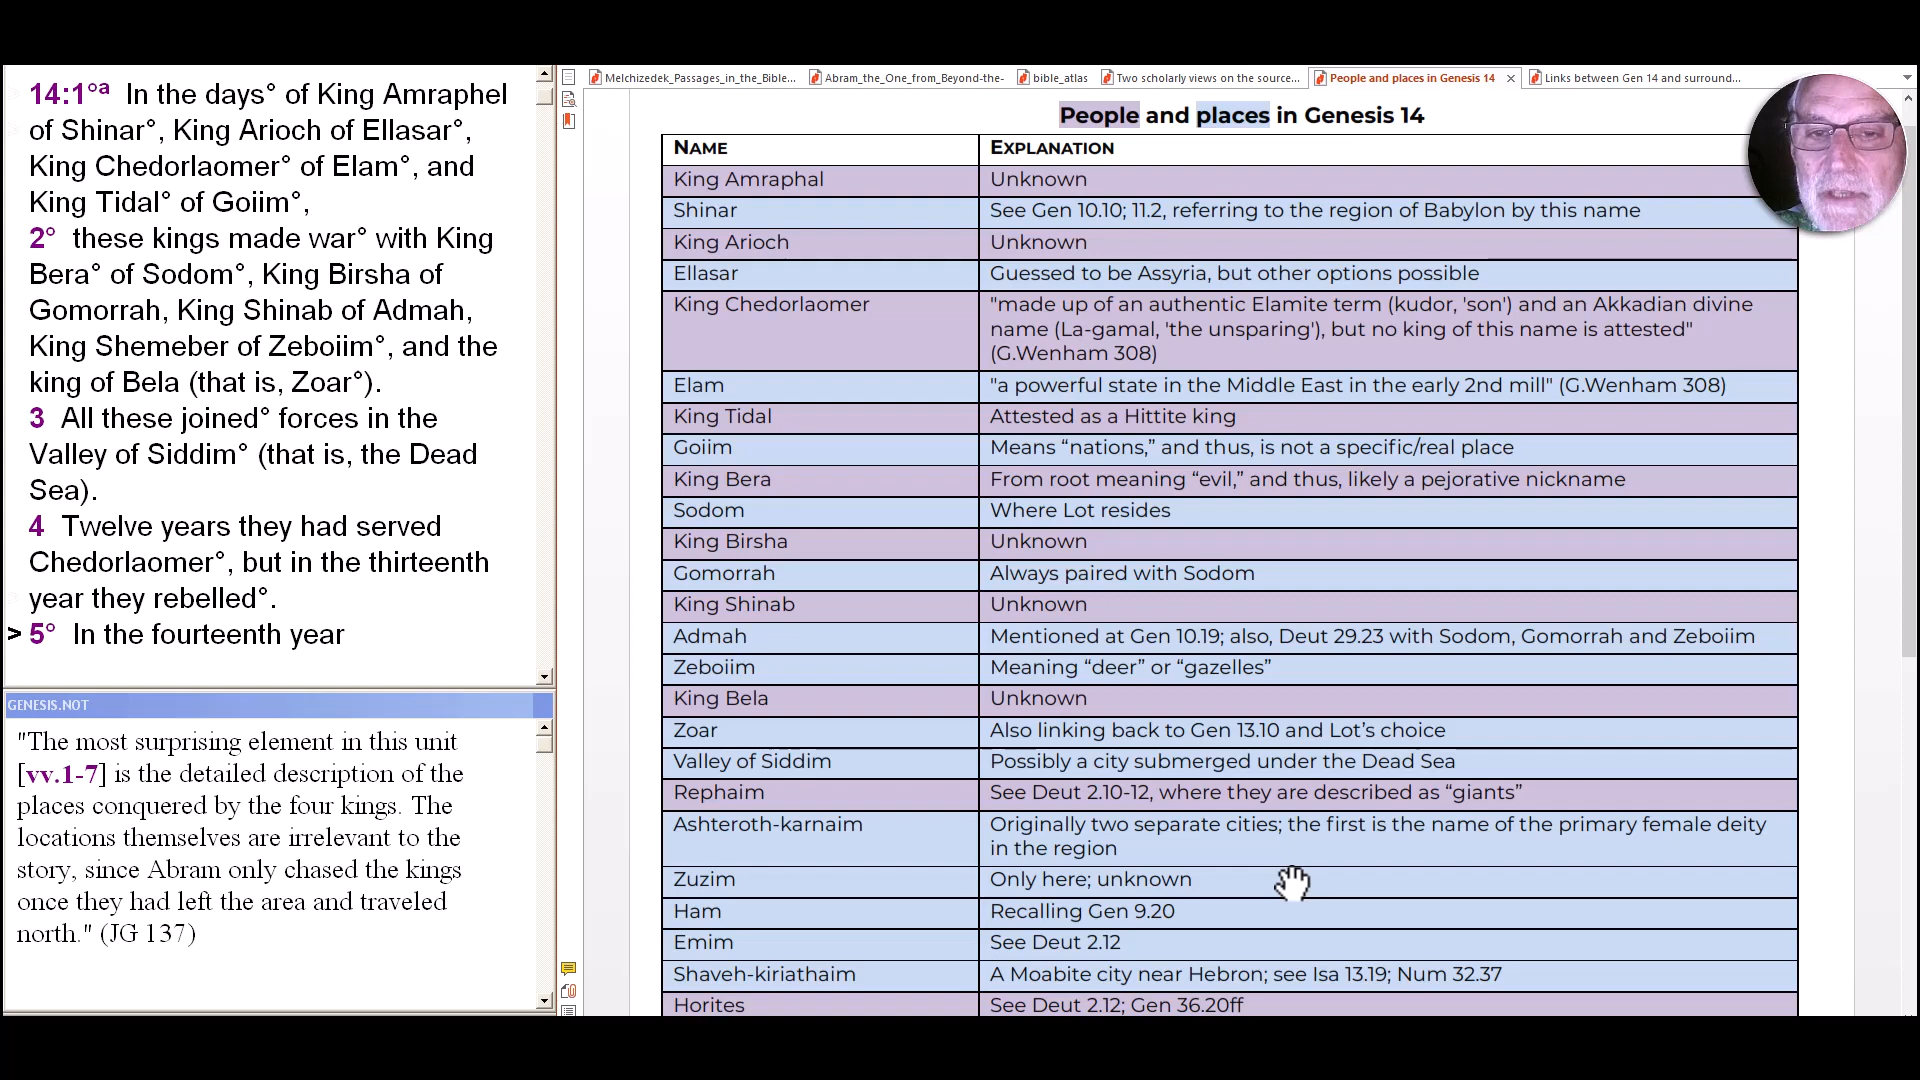 14:1°a In the days° of King Amraphel
of Shinar°, King Arioch of Ellasar°,
King Chedorlaomer° of Elam°, and
King Tidal° of Goiim°,
2° these kings made war° with King
Bera° of Sodom°, King Birsha of
Gomorrah, King Shinab of Admah,
King Shemeber of Zeboiim°, and the
king of Bela (that is, Zoar°).
3 All these joined° forces in the
Valley of Siddim° (that is, the Dead
Sea).
4 Twelve years they had served
Chedorlaomer°, but in the thirteenth
year they rebelled°.
> 5° In the fourteenth year
GENESIS.NOT
"The most surprising element in this unit
[vv.1-7] is the detailed description of the
places conquered by the four kings. The
locations themselves are irrelevant to the
story, since Abram only chased the kings
once they had left the area and traveled
north." (JG 137)
Melchizedek_Passages_in_the_Bible... Abram_the_One_from_Beyond-the- bible_atlas Two scholarly views on the source... People and places in Genesis 14 Links between Gen 14 and surround...
People and places in Genesis 14
NAME EXPLANATION
King Amraphal Unknown
Shinar See Gen 10.10; 11.2, referring to the region of Babylon by this name
King Arioch Unknown
Ellasar Guessed to be Assyria, but other options possible
King Chedorlaomer "made up of an authentic Elamite term (kudor, 'son') and an Akkadian divine
name (La-gamal, 'the unsparing'), but no king of this name is attested"
(G.Wenham 308)
Elam "a powerful state in the Middle East in the early 2nd mill" (G.Wenham 308)
King Tidal Attested as a Hittite king
Goiim Means “nations,” and thus, is not a specific/real place
King Bera From root meaning “evil,” and thus, likely a pejorative nickname
Sodom Where Lot resides
King Birsha Unknown
Gomorrah Always paired with Sodom
King Shinab Unknown
Admah Mentioned at Gen 10.19; also, Deut 29.23 with Sodom, Gomorrah and Zeboiim
Zeboiim Meaning “deer” or “gazelles”
King Bela Unknown
Zoar Also linking back to Gen 13.10 and Lot’s choice
Valley of Siddim Possibly a city submerged under the Dead Sea
Rephaim See Deut 2.10-12, where they are described as “giants”
Ashteroth-karnaim Originally two separate cities; the first is the name of the primary female deity
in the region
Zuzim Only here; unknown
Ham Recalling Gen 9.20
Emim See Deut 2.12
Shaveh-kiriathaim A Moabite city near Hebron; see Isa 13.19; Num 32.37
Horites See Deut 2.12; Gen 36.20ff